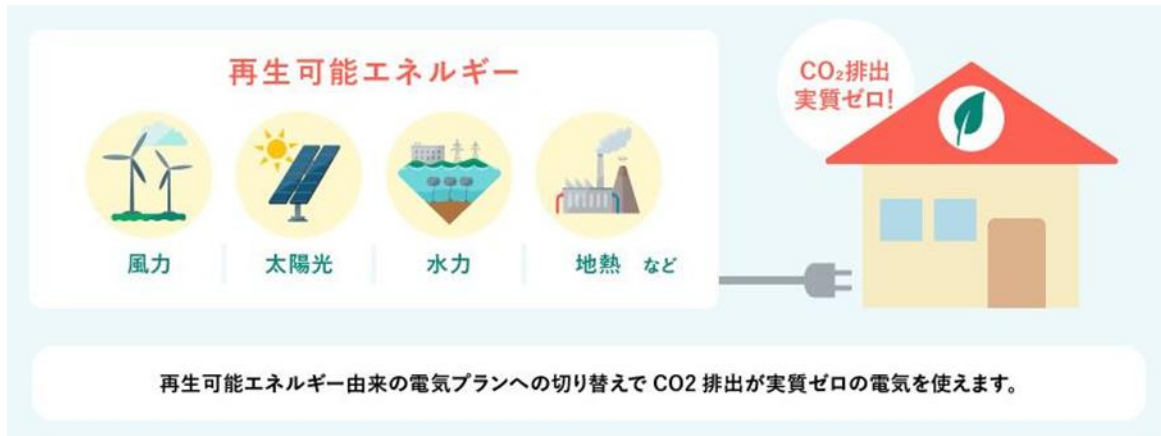 再生可能エネルギー
CO₂排出
実質ゼロ!
風力
太陽光
水力
地熱 など
再生可能エネルギー由来の電気プランへの切り替えで CO2 排出が実質ゼロの電気を使えます。